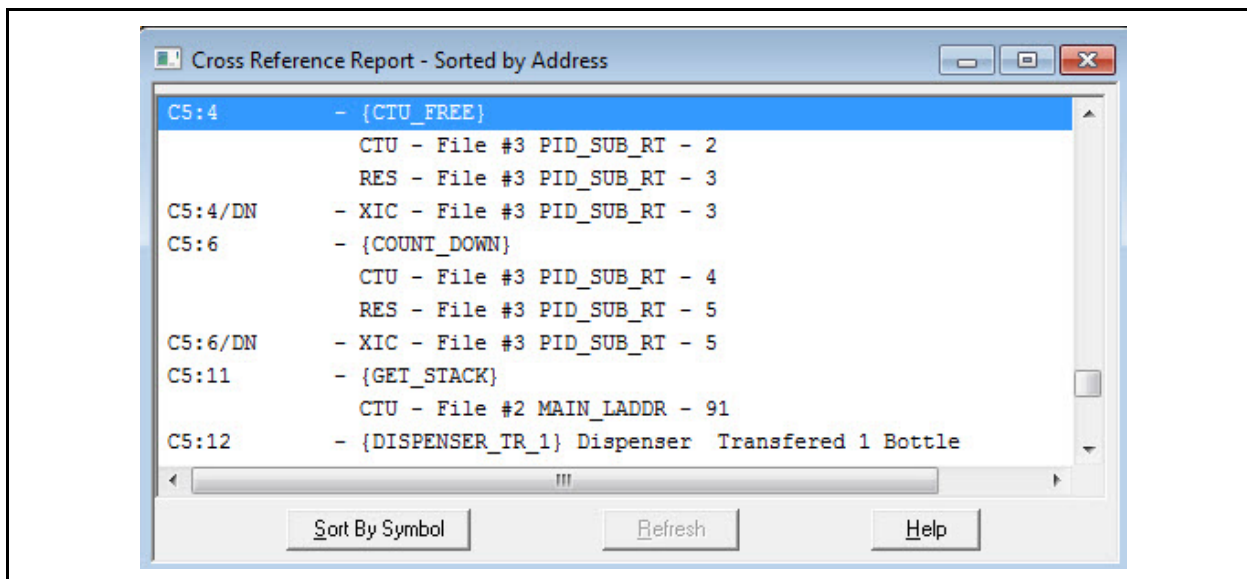 Cross Reference Report - Sorted by Address
C5:4 - {CTU_FREE}
CTU - File #3 PID_SUB_RT - 2
RES - File #3 PID_SUB_RT - 3
C5:4/DN - XIC - File #3 PID_SUB_RT - 3
C5:6 - {COUNT_DOWN}
CTU - File #3 PID_SUB_RT - 4
RES - File #3 PID_SUB_RT - 5
C5:6/DN - XIC - File #3 PID_SUB_RT - 5
C5:11 - {GET_STACK}
CTU - File #2 MAIN_LADDR - 91
C5:12 - {DISPENSER_TR_1} Dispenser Transfered 1 Bottle
Sort By Symbol Refresh Help